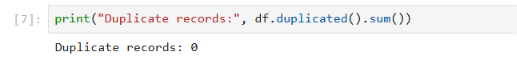 [7]: print("Duplicate records:", df.duplicated().sum())
Duplicate records: 0